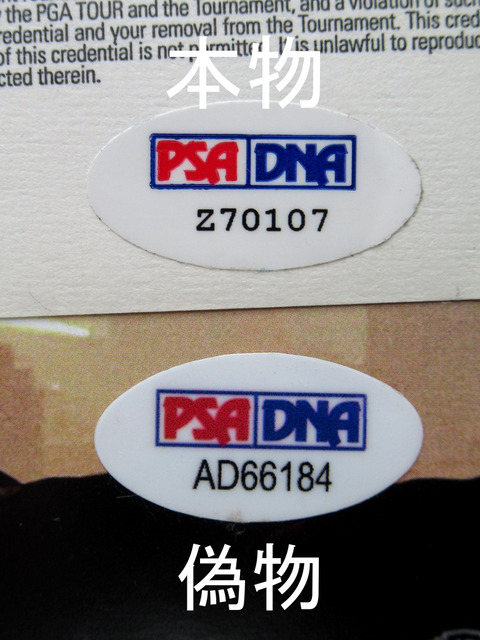 the PGA TOUR and the Tournament, and a violation of such
credential and your removal from the Tournament. This cred
of this credential is not permitted. It is unlawful to reproduc
cted therein.
本物
PSA DNA
Z70107
PSA DNA
AD66184
偽物